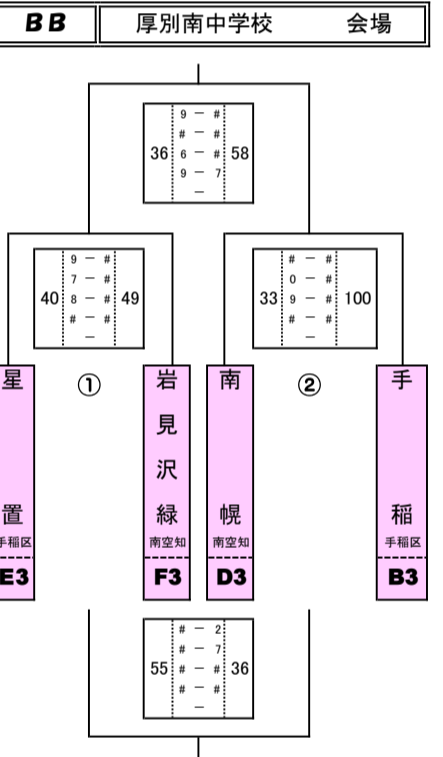 BB 厚別南中学校 会場
36 58
9 － #
# － #
6 － #
9 － 7
－
40 49
9 － #
7 － #
8 － #
# － #
－
33 100
# － #
0 － #
9 － #
# － #
－
① ②
星置
手稲区
E3
岩見沢緑
南空知
F3
南幌
南空知
D3
手稲
手稲区
B3
55 36
# － 2
# － 7
# － #
# － #
－